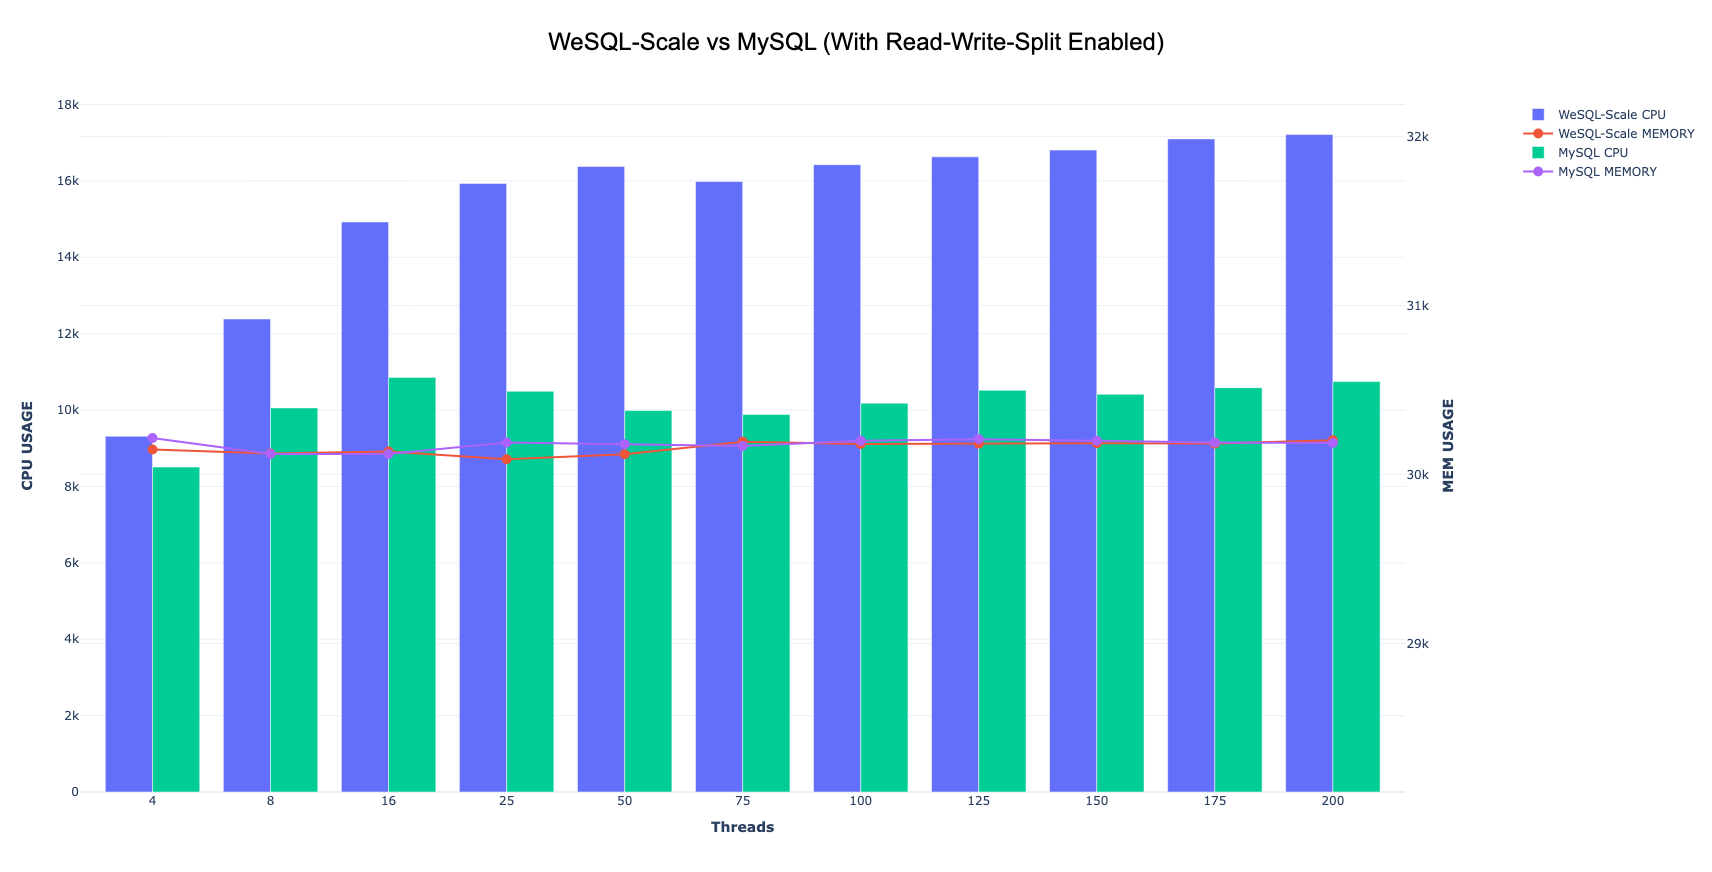 WeSQL-Scale vs MySQL (With Read-Write-Split Enabled)
WeSQL-Scale CPU
WeSQL-Scale MEMORY
MySQL CPU
MySQL MEMORY
CPU USAGE
18k
16k
14k
12k
10k
8k
6k
4k
2k
0
32k
31k
30k
29k
MEM USAGE
4 8 16 25 50 75 100 125 150 175 200
Threads